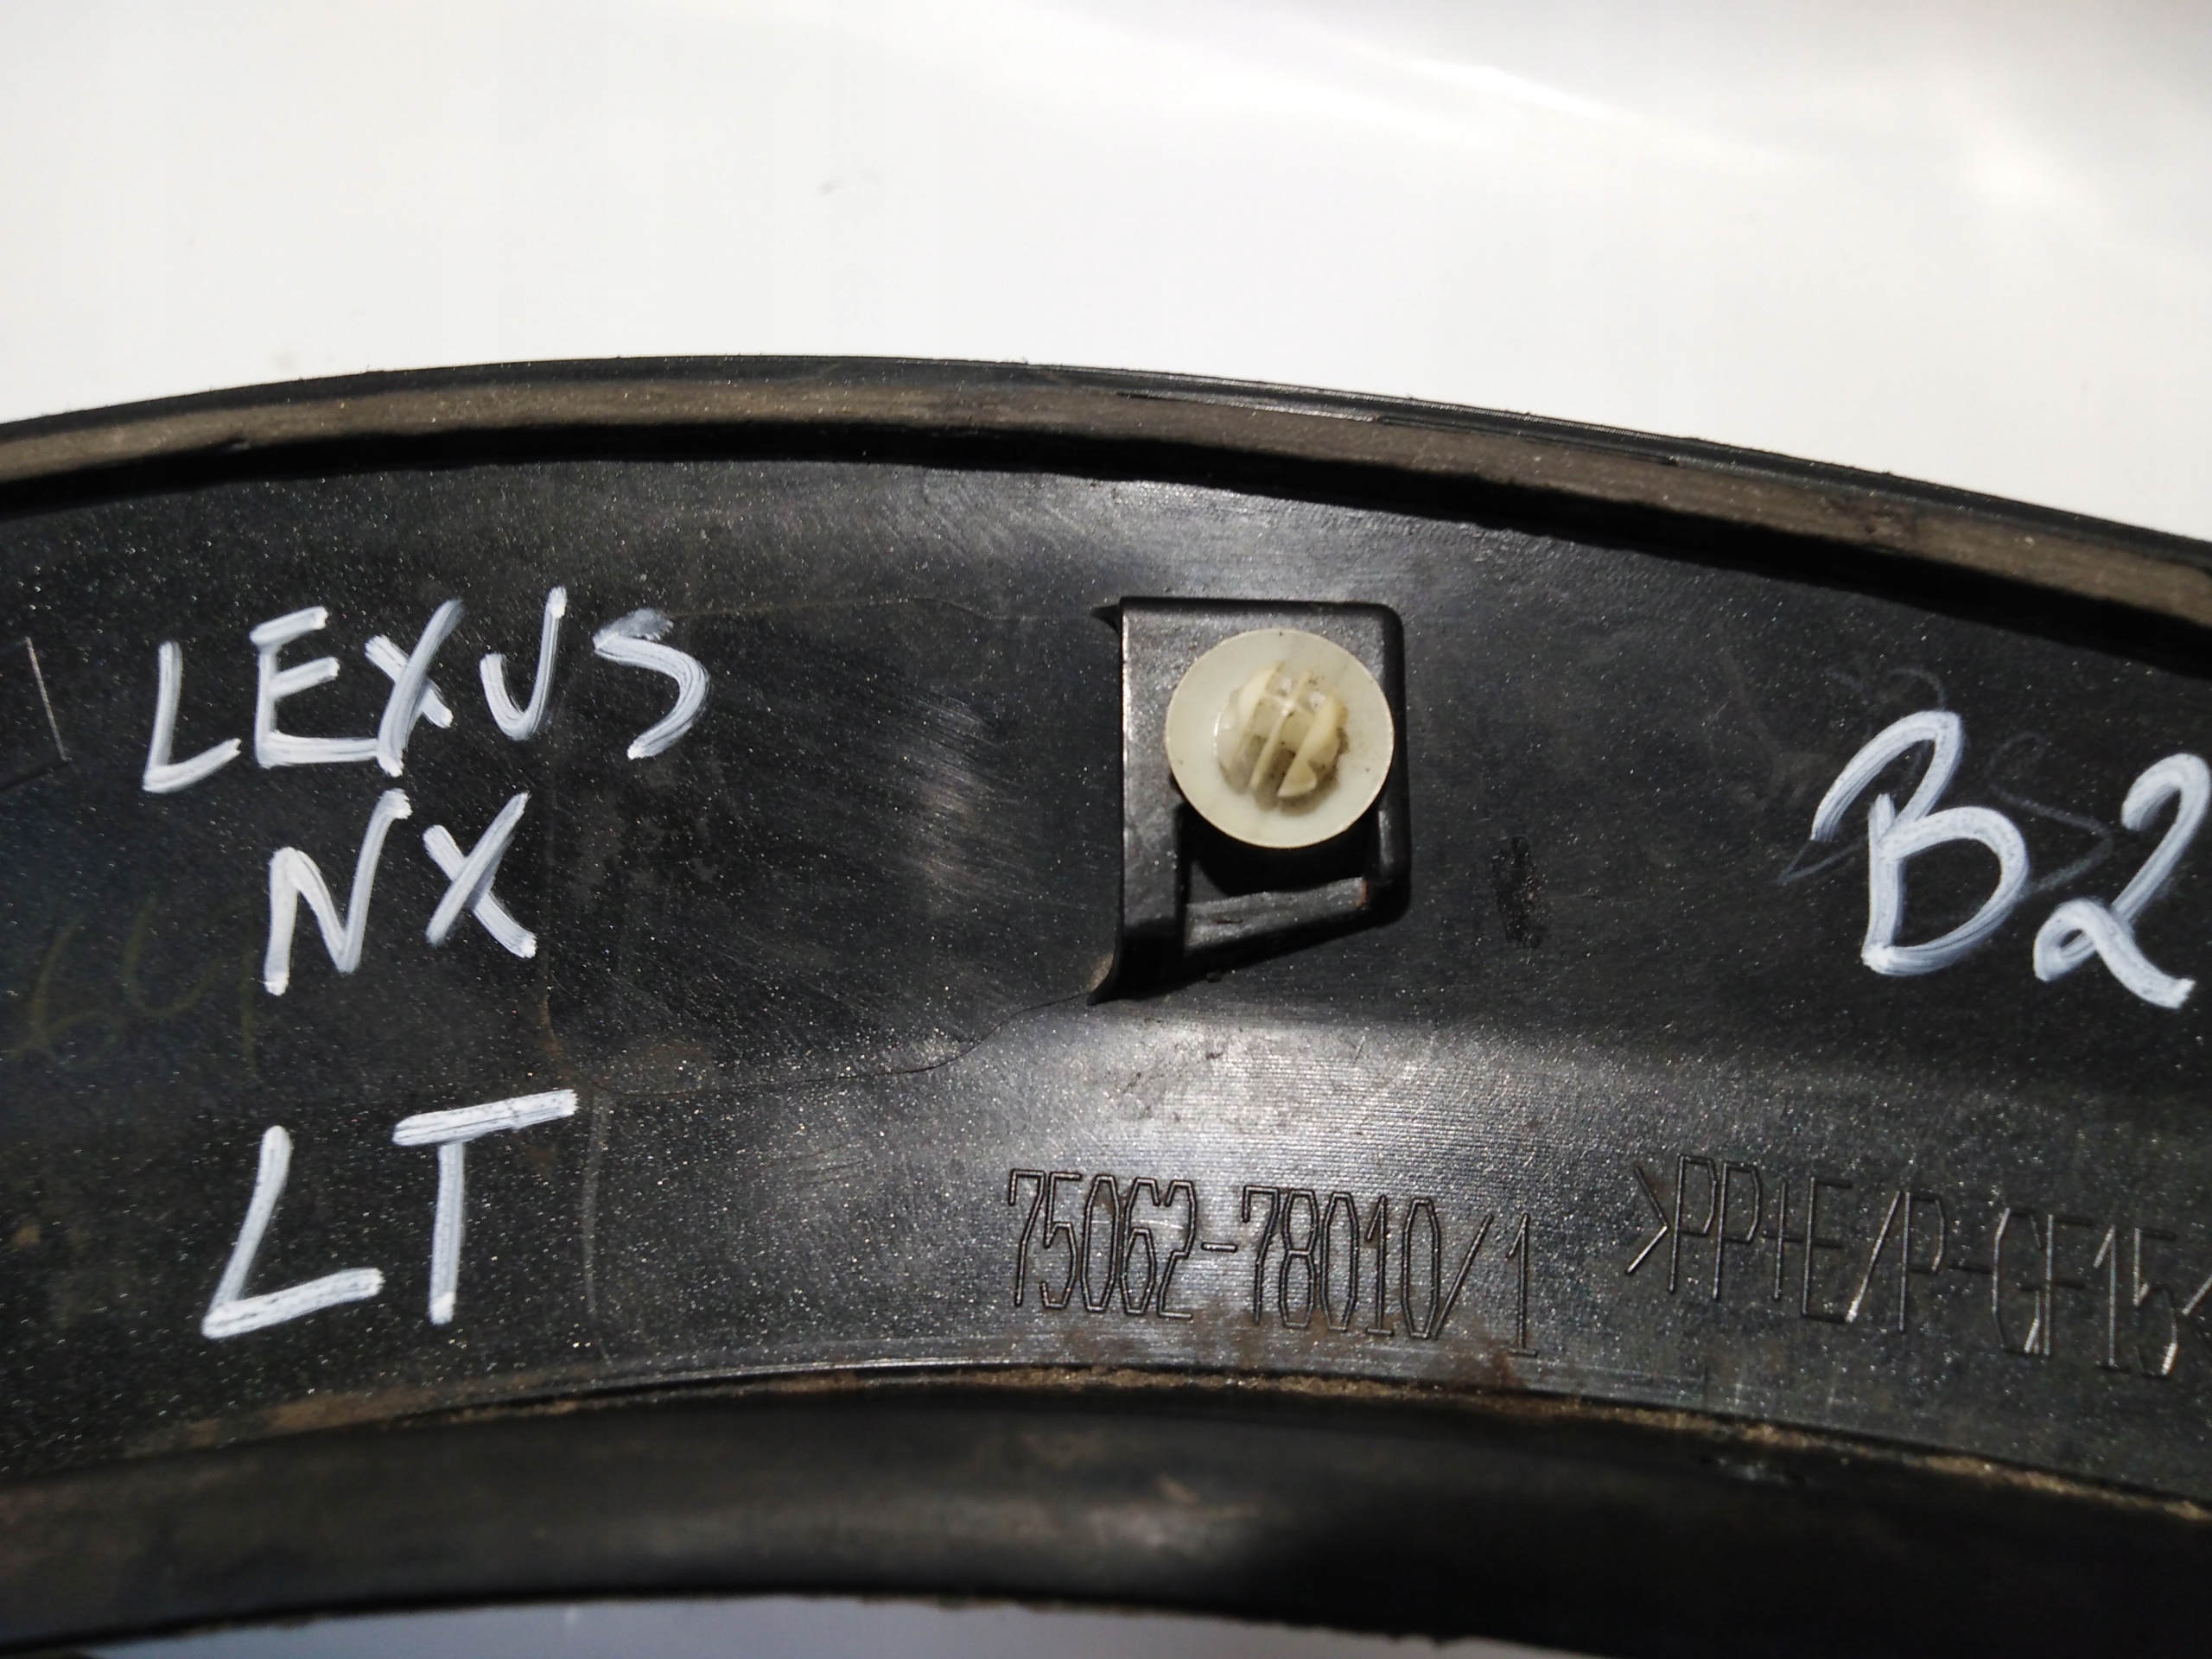 LEXUS
NX
B2
LT
75062-78010/1
>PP+E/P-GF15<